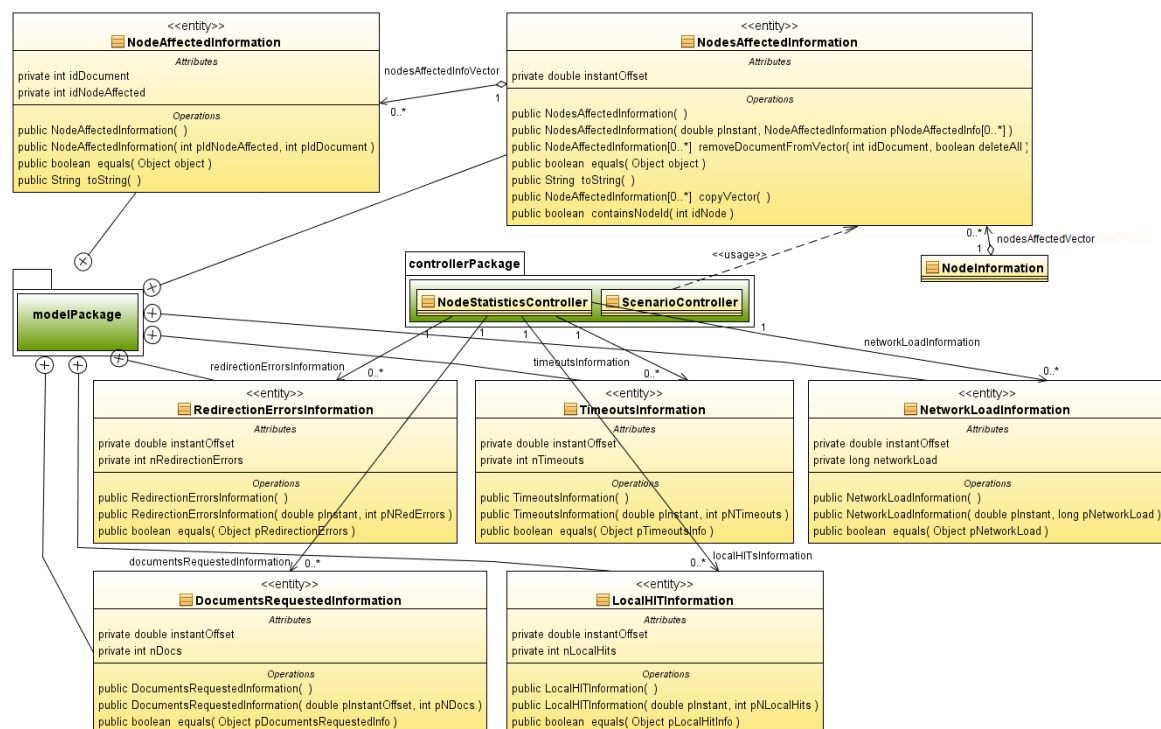 <<entity>>
NodeAffectedInformation
Attributes
private int idDocument
private int idNodeAffected
Operations
public NodeAffectedInformation( )
public NodeAffectedInformation( int pIdNodeAffected, int pIdDocument )
public boolean equals( Object object )
public String toString( )
nodesAffectedInfoVector
1
0..*
<<entity>>
NodesAffectedInformation
Attributes
private double instantOffset
Operations
public NodesAffectedInformation( )
public NodesAffectedInformation( double pInstant, NodeAffectedInformation pNodeAffectedInfo[0..*] )
public NodeAffectedInformation[0..*] removeDocumentFromVector( int idDocument, boolean deleteAll )
public boolean equals( Object object )
public String toString( )
public NodeAffectedInformation[0..*] copyVector( )
public boolean containsNodeId( int idNode )
0..*
nodesAffectedVector
1
NodeInformation
<<usage>>
controllerPackage
NodeStatisticsController
ScenarioController
modelPackage
1
1
1
1
1
networkLoadInformation
redirectionErrorsInformation
0..*
timeoutsInformation
0..*
0..*
<<entity>>
RedirectionErrorsInformation
Attributes
private double instantOffset
private int nRedirectionErrors
Operations
public RedirectionErrorsInformation( )
public RedirectionErrorsInformation( double pInstant, int pNRedErrors )
public boolean equals( Object pRedirectionErrors )
<<entity>>
TimeoutsInformation
Attributes
private double instantOffset
private int nTimeouts
Operations
public TimeoutsInformation( )
public TimeoutsInformation( double pInstant, int pNTimeouts )
public boolean equals( Object pTimeoutsInfo )
<<entity>>
NetworkLoadInformation
Attributes
private double instantOffset
private long networkLoad
Operations
public NetworkLoadInformation( )
public NetworkLoadInformation( double pInstant, long pNetworkLoad )
public boolean equals( Object pNetworkLoad )
documentsRequestedInformation
0..*
localHITsInformation
0..*
<<entity>>
DocumentsRequestedInformation
Attributes
private double instantOffset
private int nDocs
Operations
public DocumentsRequestedInformation( )
public DocumentsRequestedInformation( double pInstantOffset, int pNDocs )
public boolean equals( Object pDocumentsRequestedInfo )
<<entity>>
LocalHITInformation
Attributes
private double instantOffset
private int nLocalHits
Operations
public LocalHITInformation( )
public LocalHITInformation( double pInstant, int pNLocalHits )
public boolean equals( Object pLocalHitInfo )